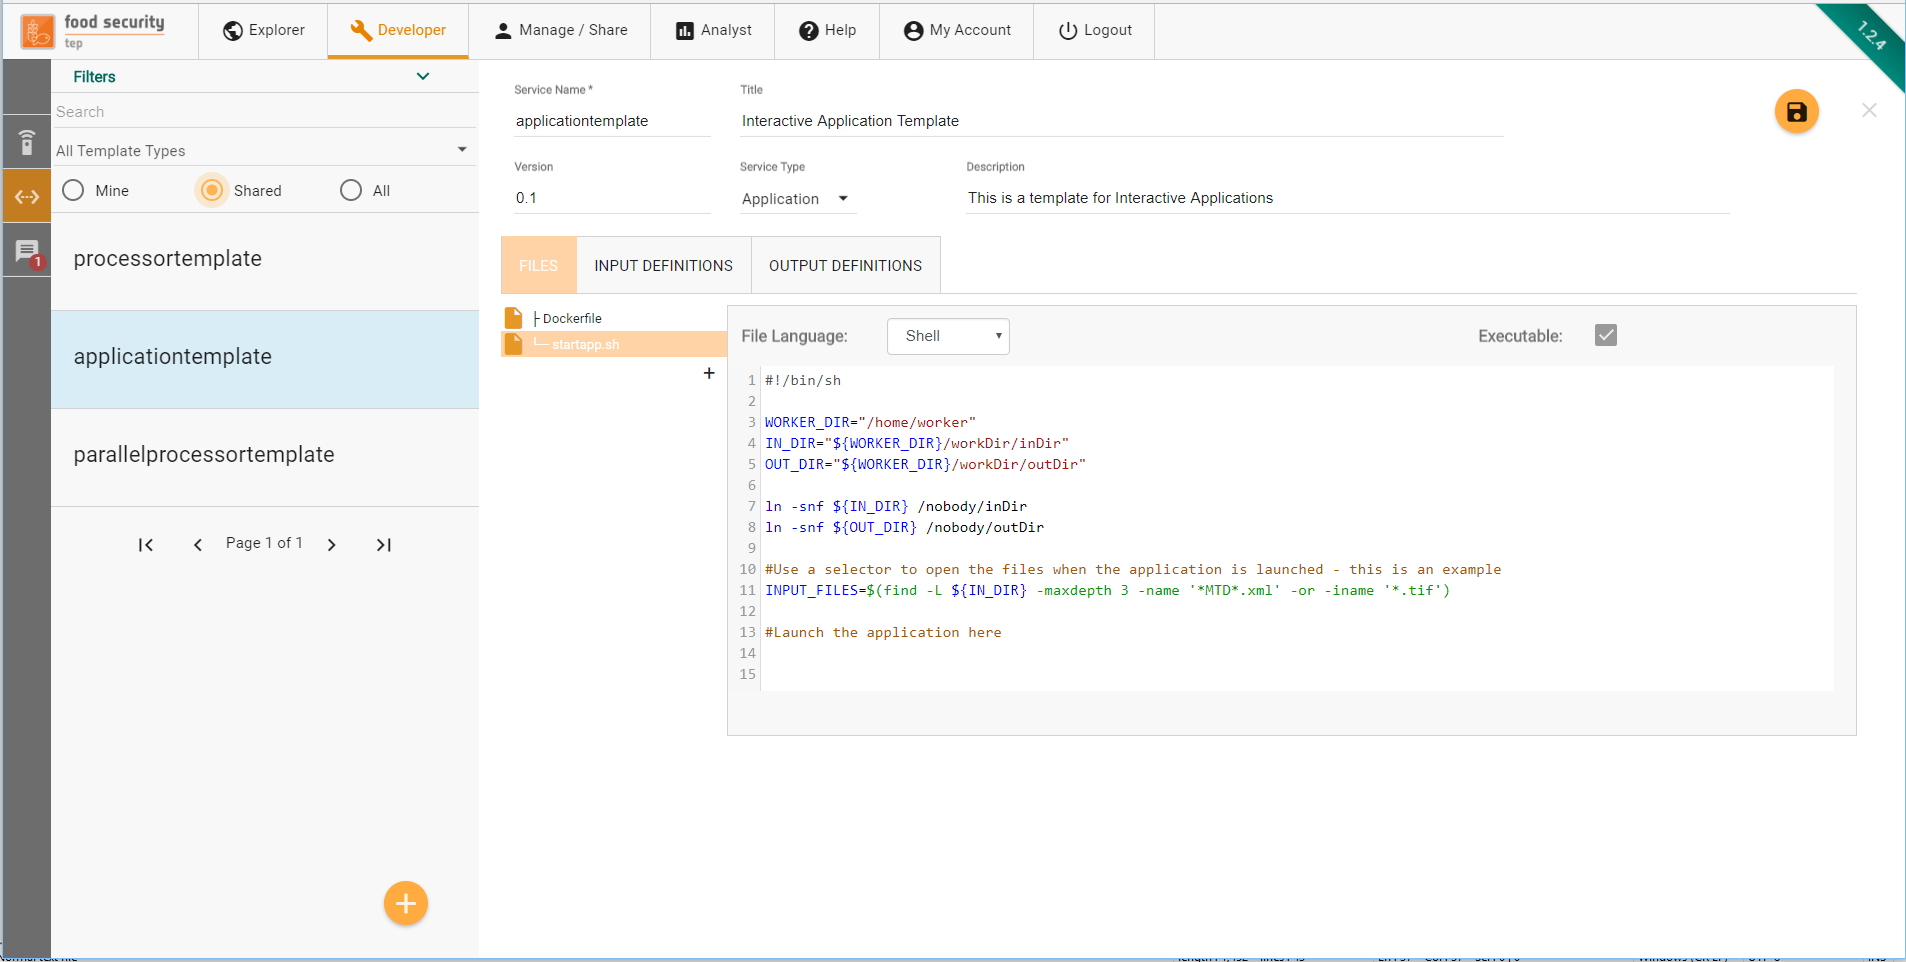 food security
tep
Explorer
Developer
Manage / Share
Analyst
Help
My Account
Logout
1.2.4
Filters
Search
All Template Types
Mine
Shared
All
processortemplate
applicationtemplate
parallelprocessortemplate
Page 1 of 1
1
Service Name *
applicationtemplate
Title
Interactive Application Template
Version
0.1
Service Type
Application
Description
This is a template for Interactive Applications
FILES
INPUT DEFINITIONS
OUTPUT DEFINITIONS
├ Dockerfile
└─ startapp.sh
+
File Language:
Shell
Executable:
1 #!/bin/sh
2
3 WORKER_DIR="/home/worker"
4 IN_DIR="${WORKER_DIR}/workDir/inDir"
5 OUT_DIR="${WORKER_DIR}/workDir/outDir"
6
7 ln -snf ${IN_DIR} /nobody/inDir
8 ln -snf ${OUT_DIR} /nobody/outDir
9
10 #Use a selector to open the files when the application is launched - this is an example
11 INPUT_FILES=$(find -L ${IN_DIR} -maxdepth 3 -name '*MTD*.xml' -or -iname '*.tif')
12
13 #Launch the application here
14
15